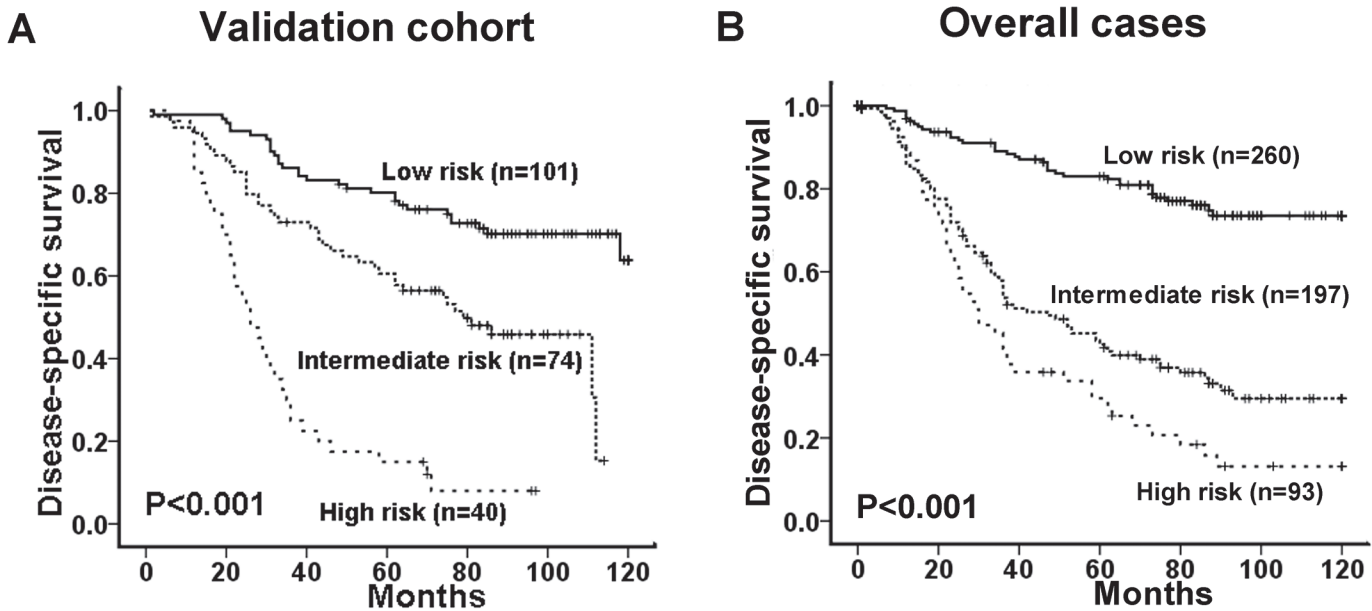 A
Validation cohort
Disease-specific survival
1.0
0.8
0.6
0.4
0.2
0.0
Low risk (n=101)
Intermediate risk (n=74)
High risk (n=40)
P<0.001
0 20 40 60 80 100 120
Months
B
Overall cases
Disease-specific survival
1.0
0.8
0.6
0.4
0.2
0.0
Low risk (n=260)
Intermediate risk (n=197)
High risk (n=93)
P<0.001
0 20 40 60 80 100 120
Months